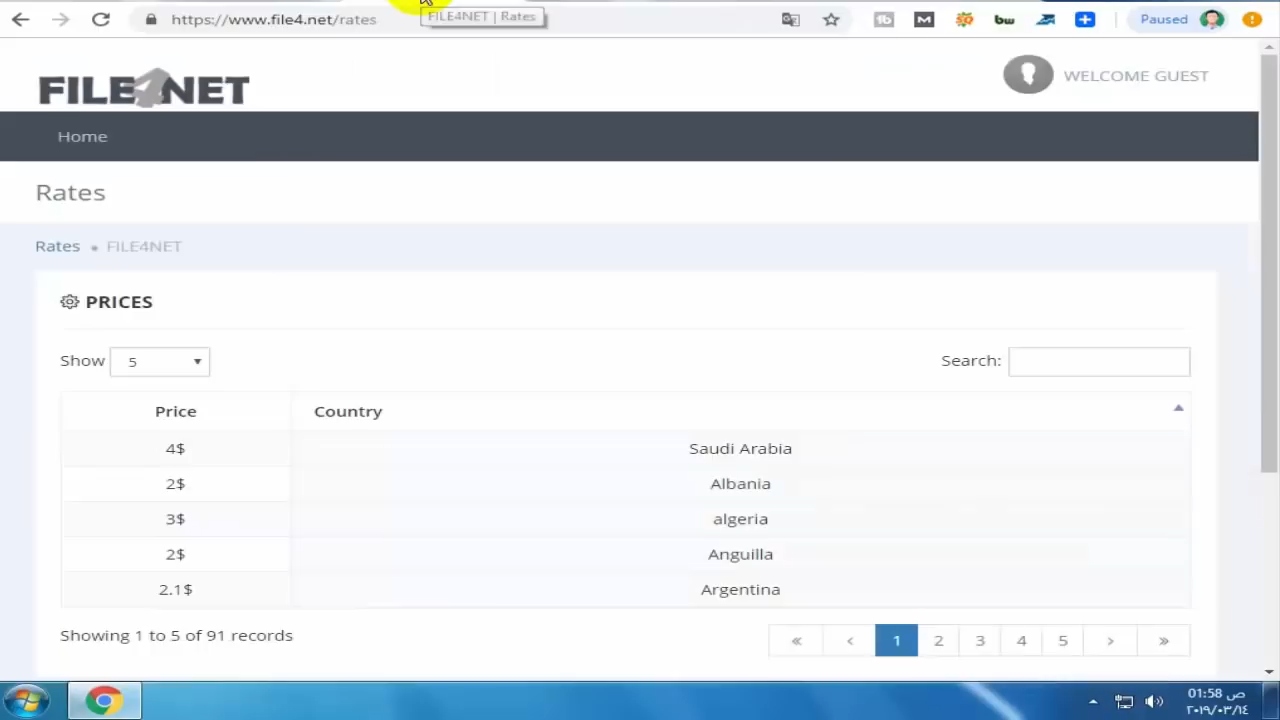 https://www.file4.net/rates
FILE4NET | Rates
Paused
FILE4NET
WELCOME GUEST
Home
Rates
Rates • FILE4NET
PRICES
Show 5
Search:
Price Country
4$ Saudi Arabia
2$ Albania
3$ algeria
2$ Anguilla
2.1$ Argentina
Showing 1 to 5 of 91 records
« ‹ 1 2 3 4 5 › »
01:58 ص
٢٠١٩/٠٣/١٤